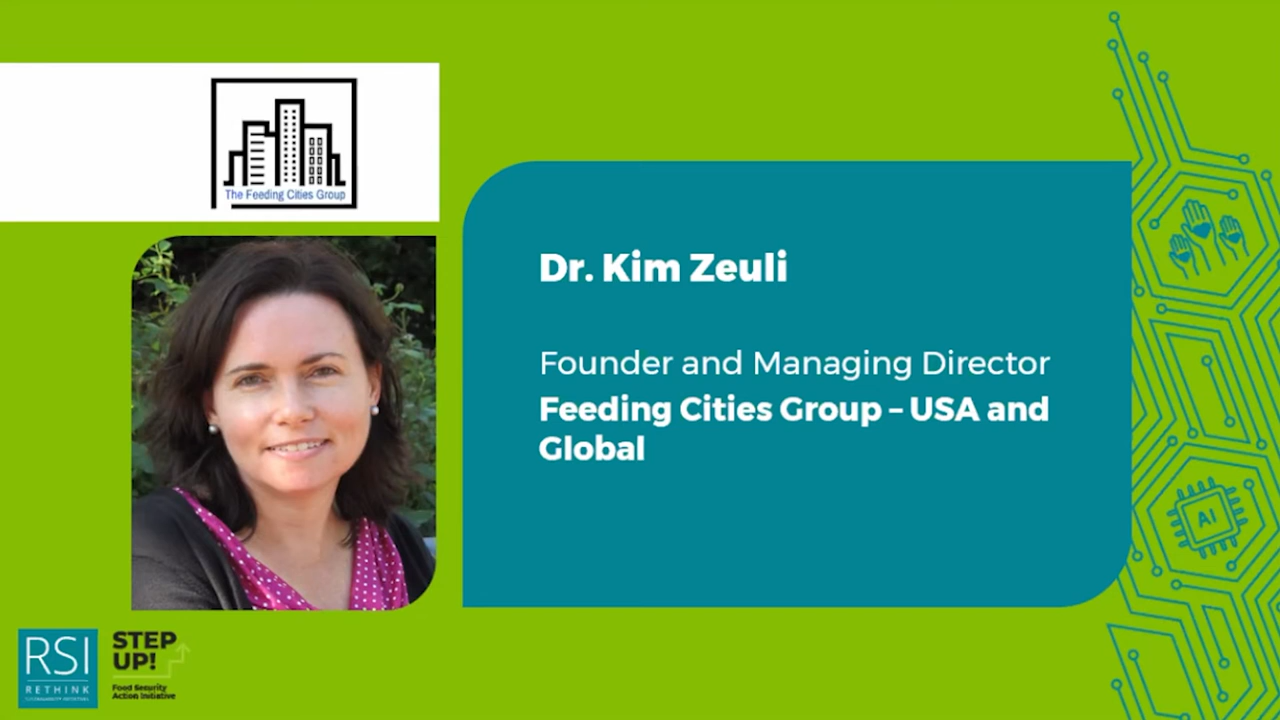 The Feeding Cities Group
Dr. Kim Zeuli
Founder and Managing Director
Feeding Cities Group – USA and
Global
AI
RSI
RETHINK
STEP
UP!
Food Security
Action Initiative